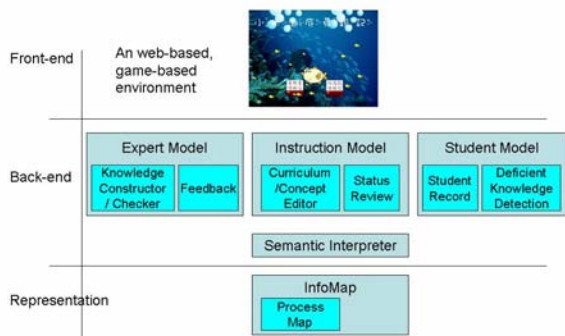 Front-end
An web-based,
game-based
environment
Back-end
Expert Model
Knowledge
Constructor
/ Checker
Feedback
Instruction Model
Curriculum
/Concept
Editor
Status
Review
Student Model
Student
Record
Deficient
Knowledge
Detection
Semantic Interpreter
Representation
InfoMap
Process
Map